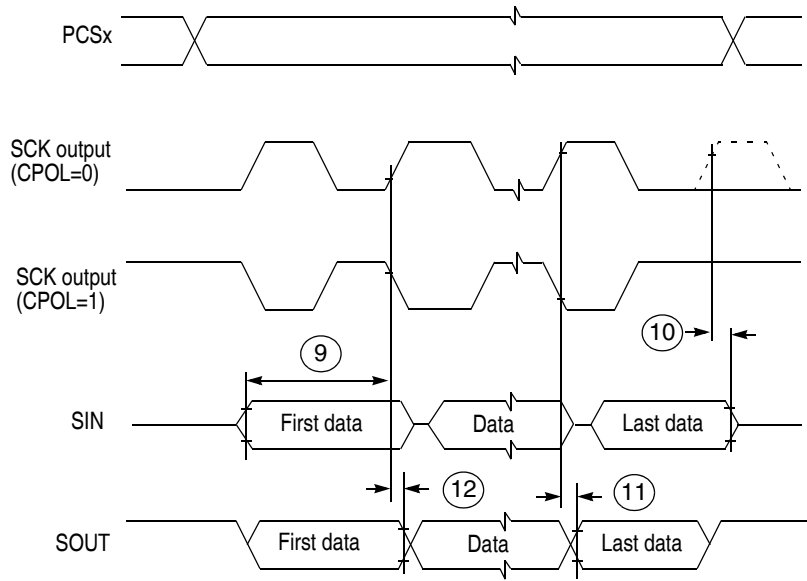 PCSx
SCK output
(CPOL=0)
SCK output
(CPOL=1)
10
9
SIN
First data
Data
Last data
12
11
SOUT
First data
Data
Last data